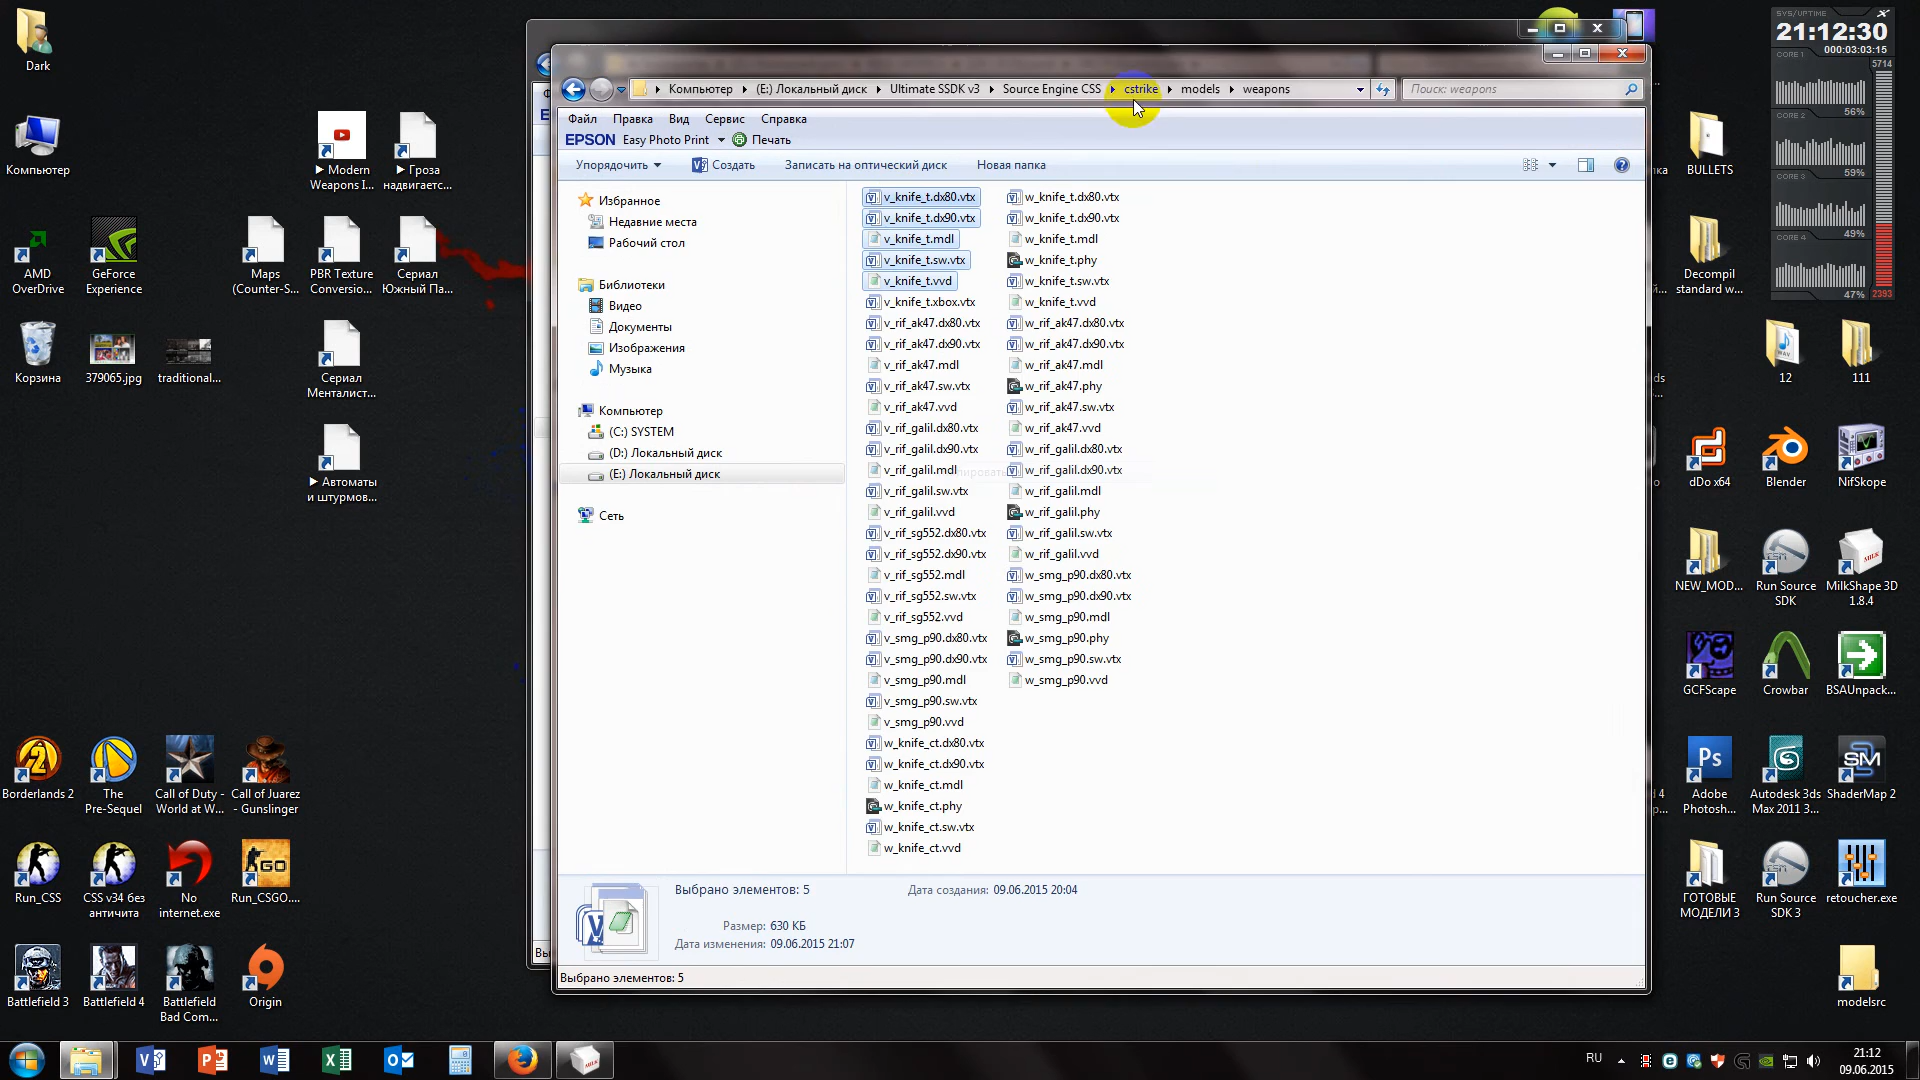 Dark
Компьютер
▶ Modern
Weapons I...
▶ Гроза
надвигаетс...
AMD
OverDrive
GeForce
Experience
Maps
(Counter-S...
PBR Texture
Conversio...
Сериал
Южный Па...
Корзина
379065.jpg
traditional...
Сериал
Менталист...
▶ Автоматы
и штурмов...
Borderlands 2
The
Pre-Sequel
Call of Duty -
World at W...
Call of Juarez
- Gunslinger
Run_CSS
CSS v34 без
античита
No
internet.exe
Run_CSGO....
Battlefield 3
Battlefield 4
Battlefield
Bad Com...
Origin
Компьютер
(E:) Локальный диск
Ultimate SSDK v3
Source Engine CSS
cstrike
models
weapons
Поиск: weapons
Файл
Правка
Вид
Сервис
Справка
EPSON
Easy Photo Print
Печать
Упорядочить
Создать
Записать на оптический диск
Новая папка
Избранное
Недавние места
Рабочий стол
Библиотеки
Видео
Документы
Изображения
Музыка
Компьютер
(C:) SYSTEM
(D:) Локальный диск
(E:) Локальный диск
Сеть
v_knife_t.dx80.vtx
v_knife_t.dx90.vtx
v_knife_t.mdl
v_knife_t.sw.vtx
v_knife_t.vvd
v_knife_t.xbox.vtx
v_rif_ak47.dx80.vtx
v_rif_ak47.dx90.vtx
v_rif_ak47.mdl
v_rif_ak47.sw.vtx
v_rif_ak47.vvd
v_rif_galil.dx80.vtx
v_rif_galil.dx90.vtx
v_rif_galil.mdl
v_rif_galil.sw.vtx
v_rif_galil.vvd
v_rif_sg552.dx80.vtx
v_rif_sg552.dx90.vtx
v_rif_sg552.mdl
v_rif_sg552.sw.vtx
v_rif_sg552.vvd
v_smg_p90.dx80.vtx
v_smg_p90.dx90.vtx
v_smg_p90.mdl
v_smg_p90.sw.vtx
v_smg_p90.vvd
w_knife_ct.dx80.vtx
w_knife_ct.dx90.vtx
w_knife_ct.mdl
w_knife_ct.phy
w_knife_ct.sw.vtx
w_knife_ct.vvd
w_knife_t.dx80.vtx
w_knife_t.dx90.vtx
w_knife_t.mdl
w_knife_t.phy
w_knife_t.sw.vtx
w_knife_t.vvd
w_rif_ak47.dx80.vtx
w_rif_ak47.dx90.vtx
w_rif_ak47.mdl
w_rif_ak47.phy
w_rif_ak47.sw.vtx
w_rif_ak47.vvd
w_rif_galil.dx80.vtx
w_rif_galil.dx90.vtx
w_rif_galil.mdl
w_rif_galil.phy
w_rif_galil.sw.vtx
w_rif_galil.vvd
w_smg_p90.dx80.vtx
w_smg_p90.dx90.vtx
w_smg_p90.mdl
w_smg_p90.phy
w_smg_p90.sw.vtx
w_smg_p90.vvd
Выбрано элементов: 5
Дата создания: 09.06.2015 20:04
Размер: 630 КБ
Дата изменения: 09.06.2015 21:07
Выбрано элементов: 5
SYS/UPTIME
21:12:30
000:03:03:15
CORE 1
5714
56%
CORE 2
59%
CORE 3
49%
CORE 4
47%
2393
BULLETS
Decompil
standard w...
12
111
dDo x64
Blender
NifSkope
NEW_MOD...
Run Source
SDK
MilkShape 3D
1.8.4
GCFScape
Crowbar
BSAUnpack...
Adobe
Photosh...
Autodesk 3ds
Max 2011 3...
ShaderMap 2
ГОТОВЫЕ
МОДЕЛИ 3
Run Source
SDK 3
retoucher.exe
modelsrc
RU
21:12
09.06.2015